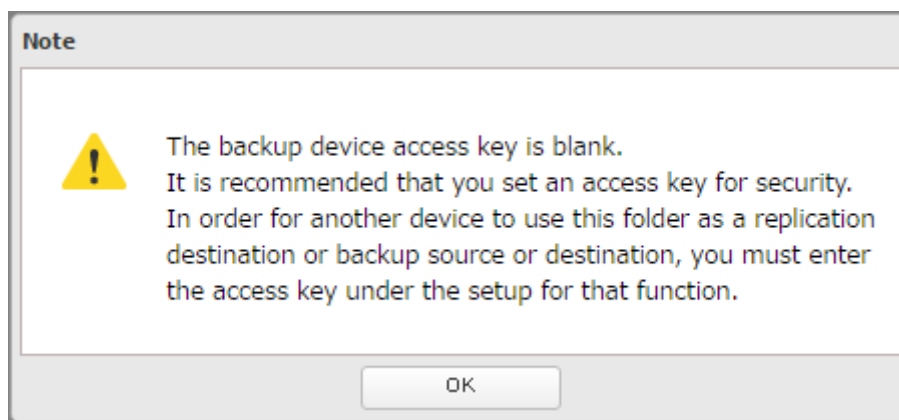 Note
The backup device access key is blank.
It is recommended that you set an access key for security.
In order for another device to use this folder as a replication
destination or backup source or destination, you must enter
the access key under the setup for that function.
OK